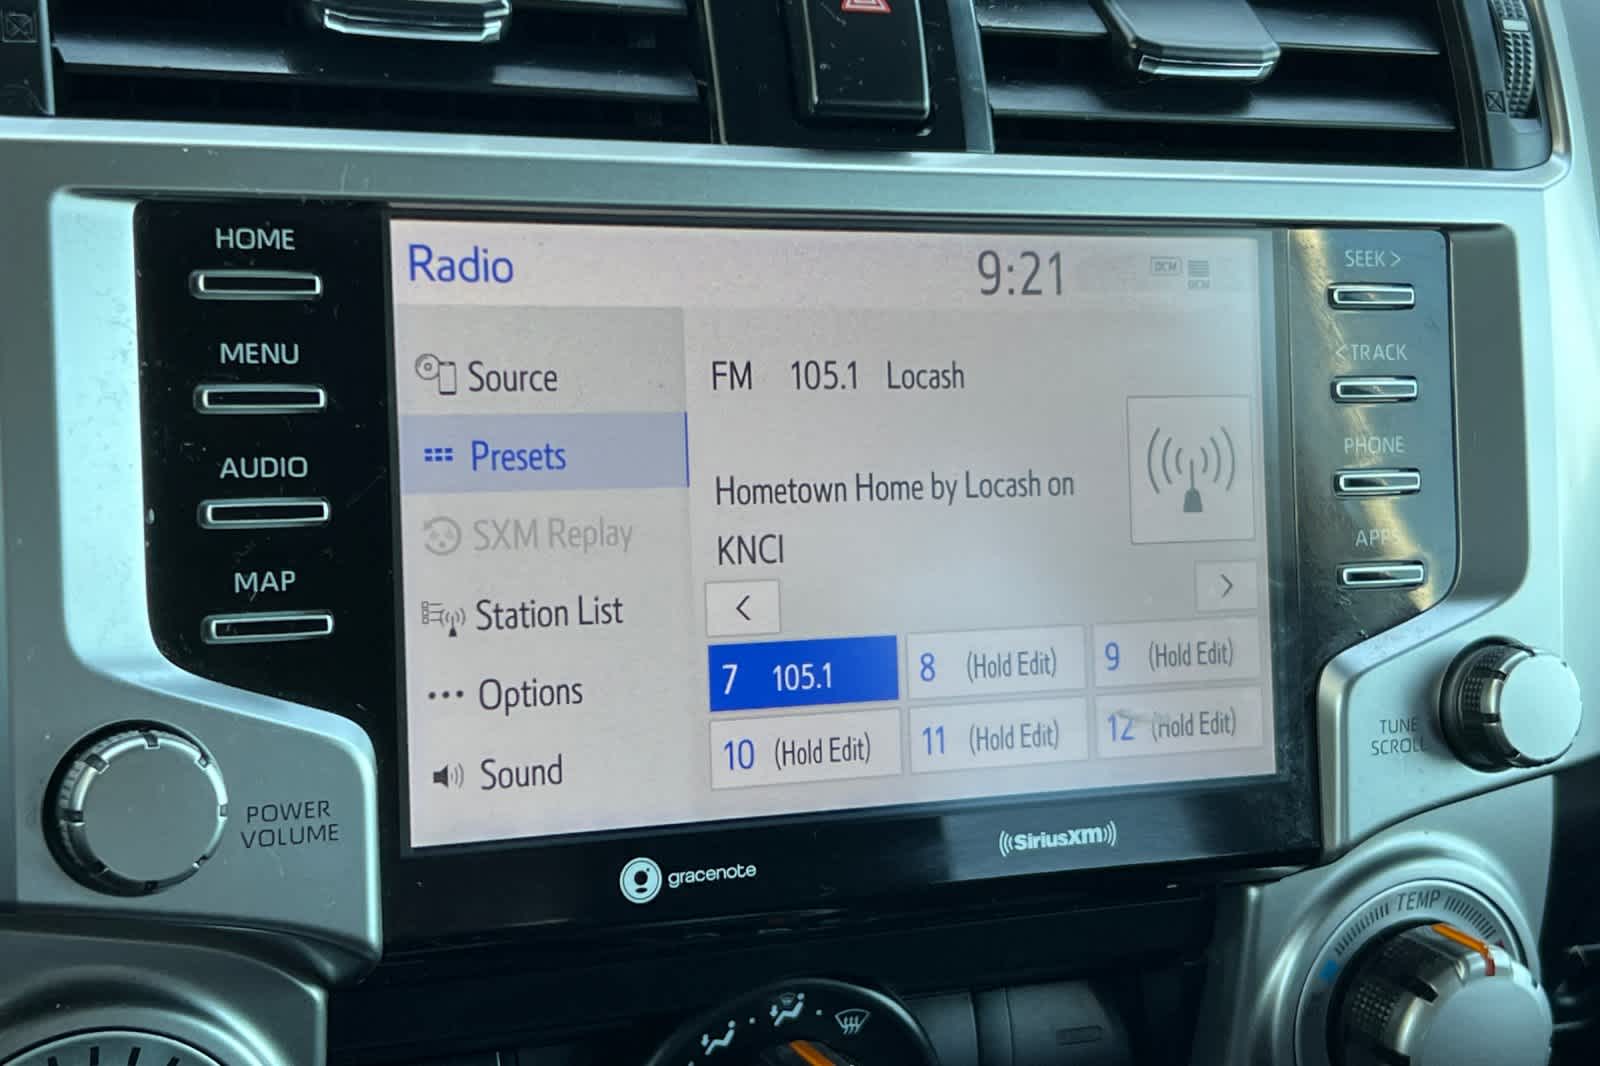 HOME
MENU
AUDIO
MAP
POWER
VOLUME
Radio
9:21
DCM
DCM
Source
Presets
SXM Replay
Station List
Options
Sound
FM 105.1 Locash
Hometown Home by Locash on
KNCI
<
>
7 105.1
8 (Hold Edit)
9 (Hold Edit)
10 (Hold Edit)
11 (Hold Edit)
12 (Hold Edit)
gracenote
SiriusXM
SEEK >
< TRACK
PHONE
APPS
TUNE
SCROLL
TEMP